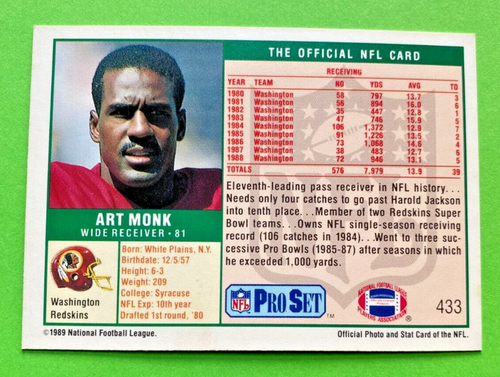 THE OFFICIAL NFL CARD
RECEIVING
YEAR TEAM NO YDS AVG TD
1980 Washington 58 797 13.7 3
1981 Washington 56 894 16.0 6
1982 Washington 35 447 12.8 1
1983 Washington 47 746 15.9 5
1984 Washington 106 1,372 12.9 7
1985 Washington 91 1,226 13.5 2
1986 Washington 73 1,068 14.6 4
1987 Washington 38 483 12.7 6
1988 Washington 72 946 13.1 5
TOTALS 576 7,979 13.9 39
ART MONK
WIDE RECEIVER • 81
Washington
Redskins
Born: White Plains, N.Y.
Birthdate: 12/5/57
Height: 6-3
Weight: 209
College: Syracuse
NFL Exp: 10th year
Drafted 1st round, '80
Eleventh-leading pass receiver in NFL history. . .
Needs only four catches to go past Harold Jackson
into tenth place. . .Member of two Redskins Super
Bowl teams. . .Owns NFL single-season receiving
record (106 catches in 1984). . .Went to three suc-
cessive Pro Bowls (1985-87) after seasons in which
he exceeded 1,000 yards.
NFL PRO SET ™
NATIONAL FOOTBALL LEAGUE
PLAYERS ASSOCIATION
®
433
©1989 National Football League.
Official Photo and Stat Card of the NFL.